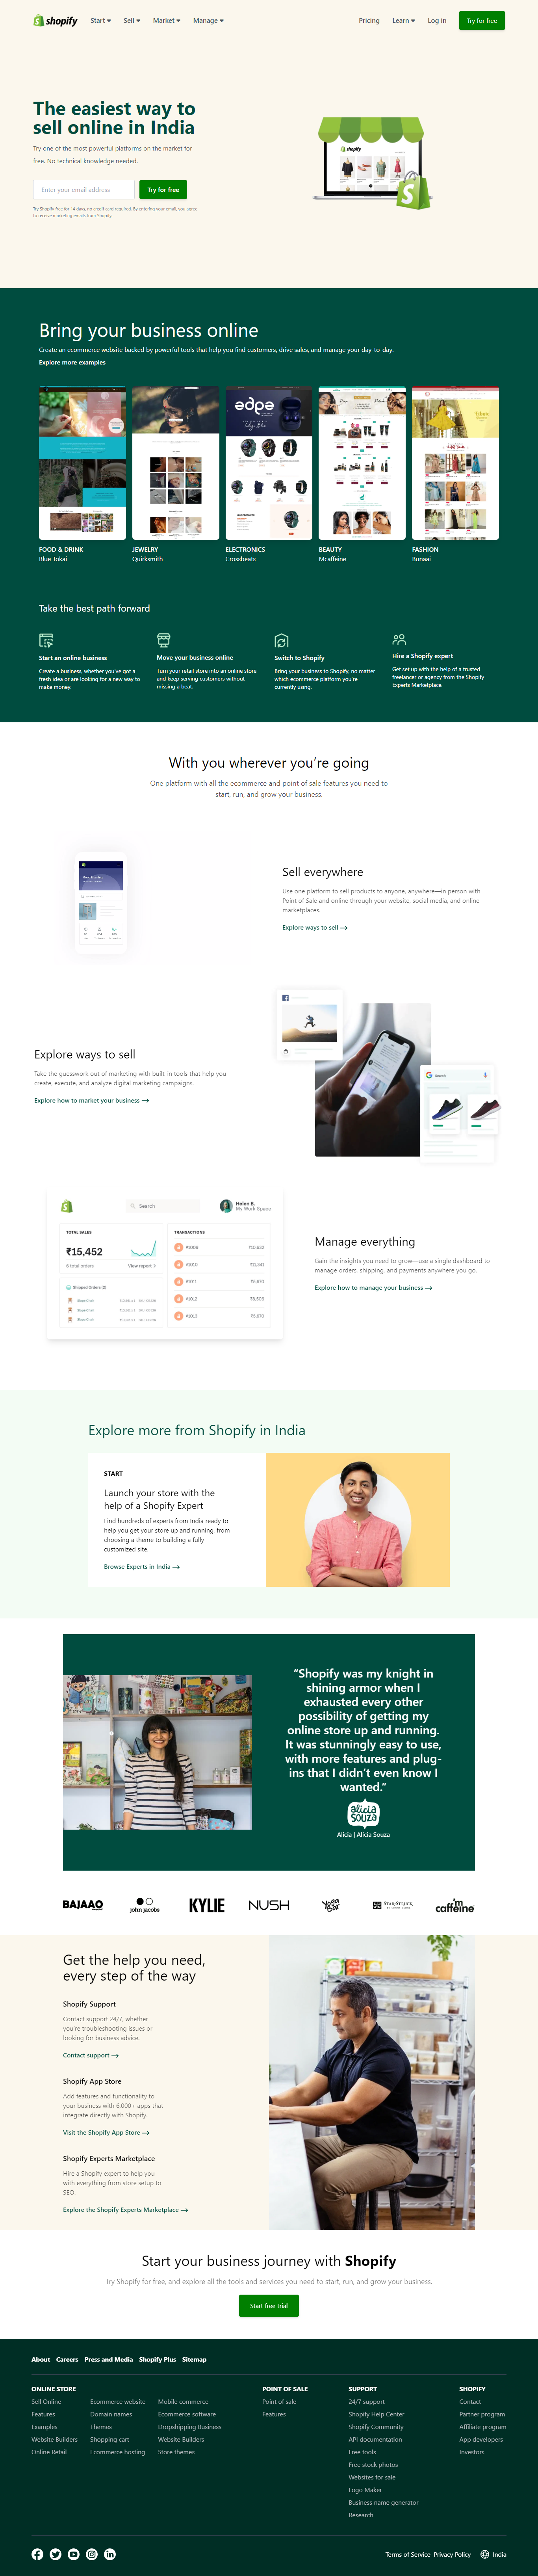 shopify
Start
Sell
Market
Manage
Pricing
Learn
Log in
Try for free
The easiest way to
sell online in India
Try one of the most powerful platforms on the market for
free. No technical knowledge needed.
Enter your email address
Try for free
Try Shopify free for 14 days, no credit card required. By entering your email, you agree
to receive marketing emails from Shopify.
shopify
Bring your business online
Create an ecommerce website backed by powerful tools that help you find customers, drive sales, and manage your day-to-day.
Explore more examples
edge
FOOD & DRINK
Blue Tokai
JEWELRY
Quirksmith
ELECTRONICS
Crossbeats
BEAUTY
Mcaffeine
FASHION
Bunaai
Take the best path forward
Start an online business
Create a business, whether you've got a
fresh idea or are looking for a new way to
make money.
Move your business online
Turn your retail store into an online store
and keep serving customers without
missing a beat.
Switch to Shopify
Bring your business to Shopify, no matter
which ecommerce platform you're
currently using.
Hire a Shopify expert
Get set up with the help of a trusted
freelancer or agency from the Shopify
Experts Marketplace.
With you wherever you're going
One platform with all the ecommerce and point of sale features you need to
start, run, and grow your business.
Sell everywhere
Use one platform to sell products to anyone, anywhere—in person with
Point of Sale and online through your website, social media, and online
marketplaces.
Explore ways to sell
Explore ways to sell
Take the guesswork out of marketing with built-in tools that help you
create, execute, and analyze digital marketing campaigns.
Explore how to market your business
Search
Search
Helen B.
My Work Space
TOTAL SALES
₹15,452
6 total orders
View report
Shipped Orders(2)
TRANSACTIONS
#1009
₹10,632
#1010
#1011
₹5,670
#1012
#1013
₹5,670
Manage everything
Gain the insights you need to grow—use a single dashboard to
manage orders, shipping, and payments anywhere you go.
Explore how to manage your business
Explore more from Shopify in India
START
Launch your store with the
help of a Shopify Expert
Find hundreds of experts from India ready to
help you get your store up and running, from
choosing a theme to building a fully
customized site.
Browse Experts in India
“Shopify was my knight in
shining armor when I
exhausted every other
possibility of getting my
online store up and running.
It was stunningly easy to use,
with more features and plug-
ins that I didn’t even know I
wanted.”
alicia
souza
Alicia | Alicia Souza
BAJAAO
john jacobs
KYLIE
NUSH
STAR STRUCK
m
caffeine
Get the help you need,
every step of the way
Shopify Support
Contact support 24/7, whether
you're troubleshooting issues or
looking for business advice.
Contact support
Shopify App Store
Add features and functionality to
your business with 6,000+ apps that
integrate directly with Shopify.
Visit the Shopify App Store
Shopify Experts Marketplace
Hire a Shopify expert to help you
with everything from store setup to
SEO.
Explore the Shopify Experts Marketplace
Start your business journey with Shopify
Try Shopify for free, and explore all the tools and services you need to start, run, and grow your business.
Start free trial
About
Careers
Press and Media
Shopify Plus
Sitemap
ONLINE STORE
Sell Online
Features
Examples
Website Builders
Online Retail
Ecommerce website
Domain names
Themes
Shopping cart
Ecommerce hosting
Mobile commerce
Ecommerce software
Dropshipping Business
Website Builders
Store themes
POINT OF SALE
Point of sale
Features
SUPPORT
24/7 support
Shopify Help Center
Shopify Community
API documentation
Free tools
Free stock photos
Websites for sale
Logo Maker
Business name generator
Research
SHOPIFY
Contact
Partner program
Affiliate program
App developers
Investors
Terms of Service
Privacy Policy
India